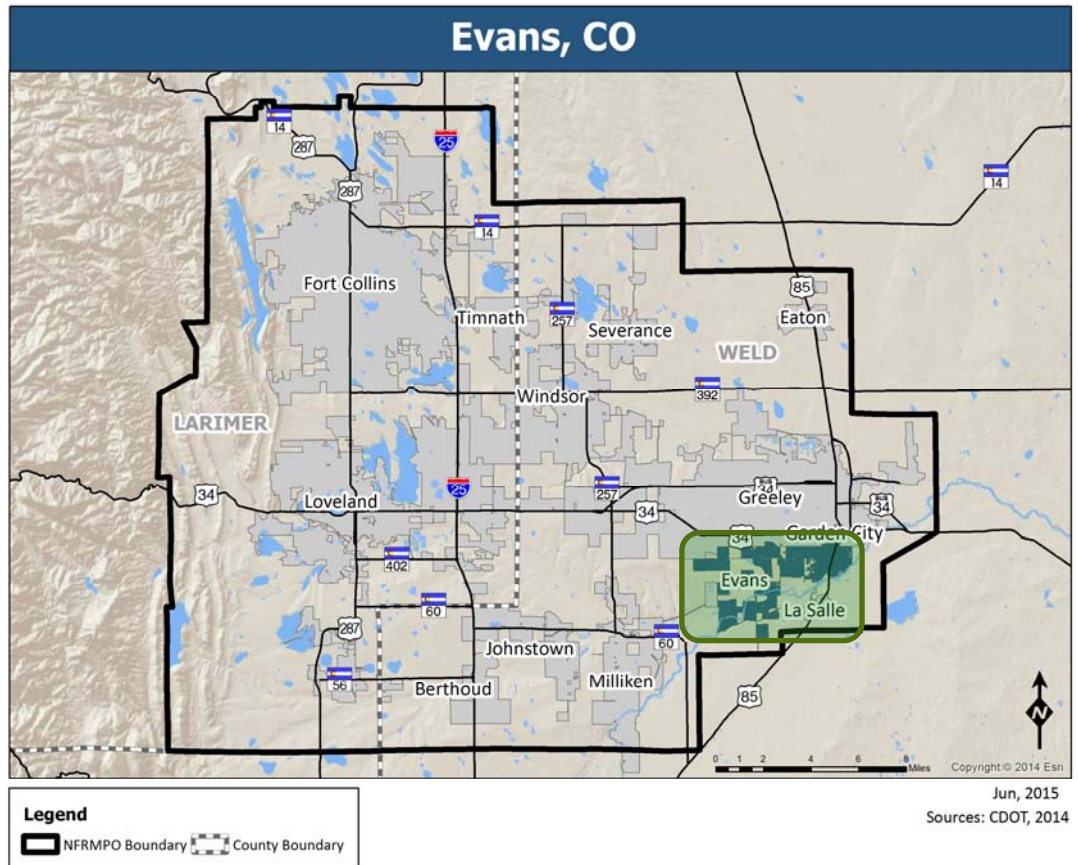 Evans, CO
14
287
25
287
14
14
Fort Collins
85
Timnath
257
Severance
Eaton
WELD
392
Windsor
LARIMER
34
Loveland
25
257
34
Greeley
34
34
34
Garden City
402
Evans
60
La Salle
287
60
Johnstown
56
Berthoud
Milliken
85
N
0 1 2 4 6 8
Miles
Copyright © 2014 Esri
Jun, 2015
Sources: CDOT, 2014
Legend
NFRMPO Boundary County Boundary